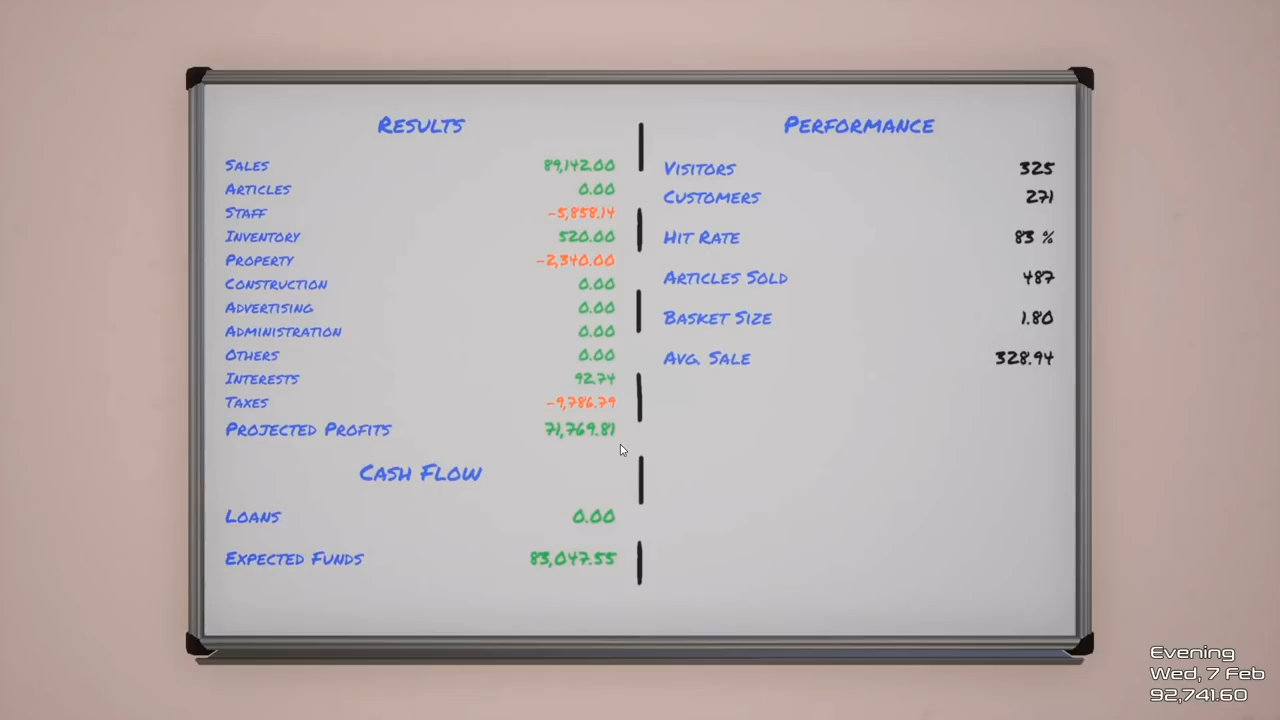 Results
Sales 89,142.00
Articles 0.00
Staff -5,858.14
Inventory 520.00
Property -2,340.00
Construction 0.00
Advertising 0.00
Administration 0.00
Others 0.00
Interests 92.74
Taxes -9,786.79
Projected Profits 71,769.81
Cash Flow
Loans 0.00
Expected Funds 83,047.55
Performance
Visitors 325
Customers 271
Hit Rate 83 %
Articles Sold 487
Basket Size 1.80
Avg. Sale 328.94
Evening
Wed, 7 Feb
92,741.60